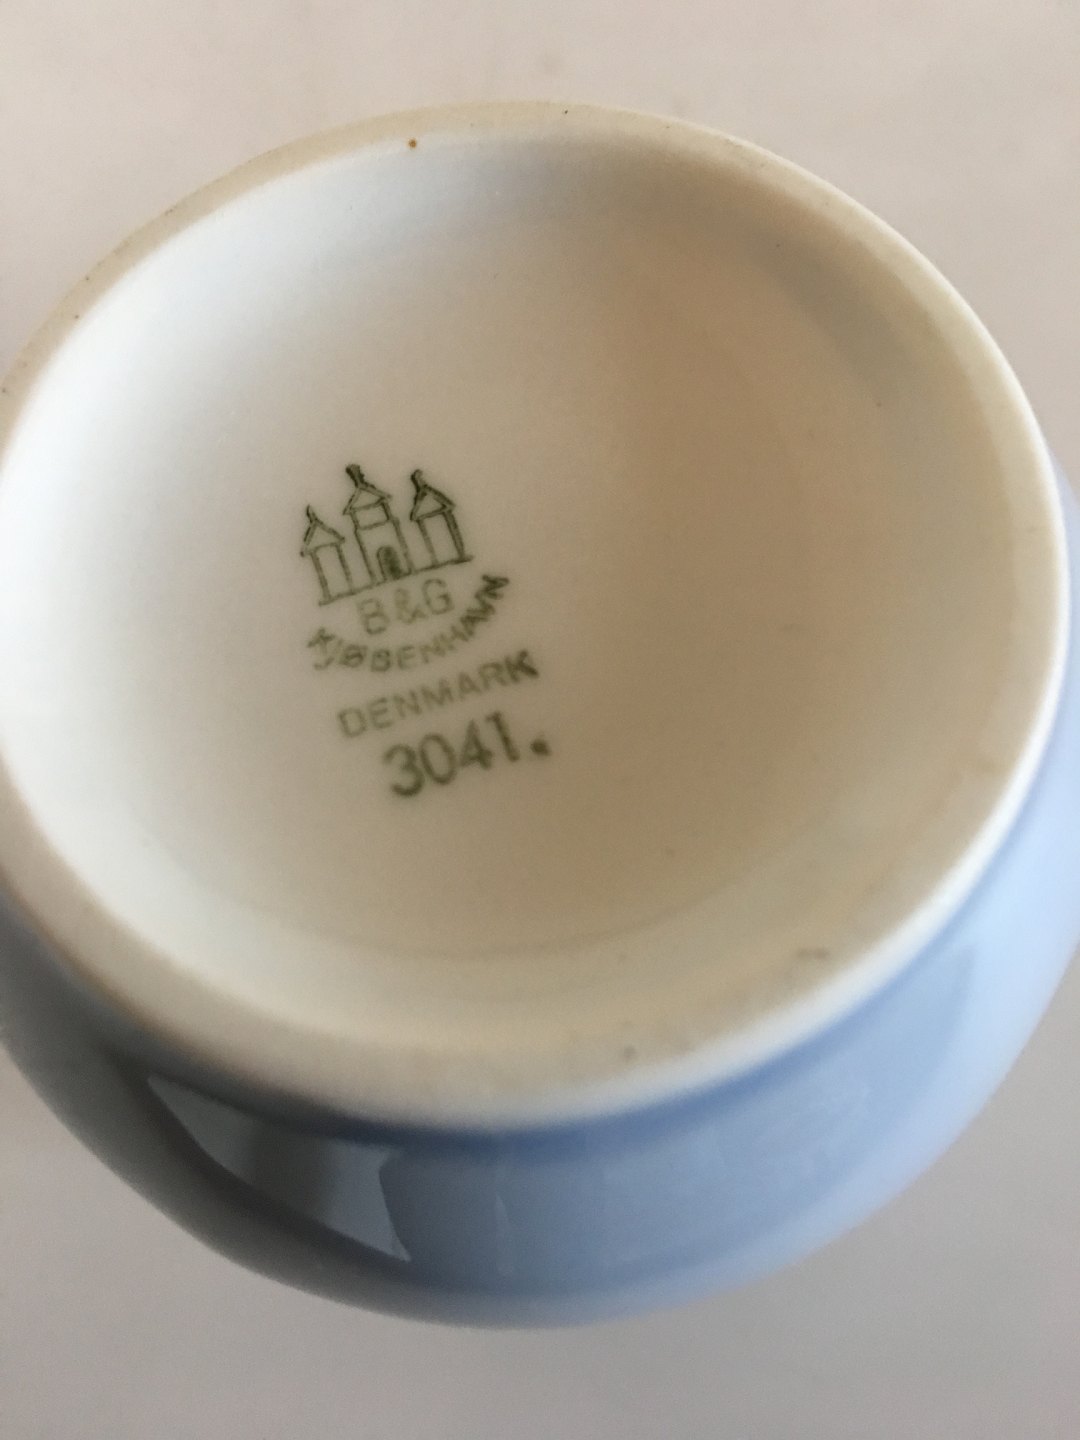 B&G
KJØBENHAVN
DENMARK
3041.